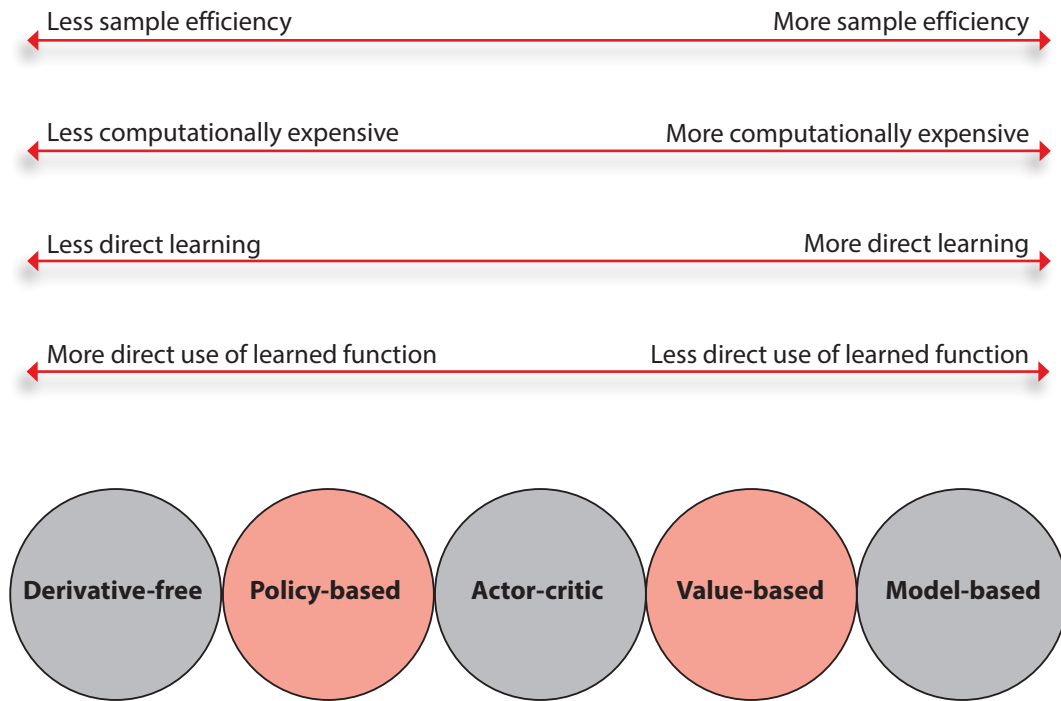 Less sample efficiency
More sample efficiency
Less computationally expensive
More computationally expensive
Less direct learning
More direct learning
More direct use of learned function
Less direct use of learned function
Derivative-free
Policy-based
Actor-critic
Value-based
Model-based